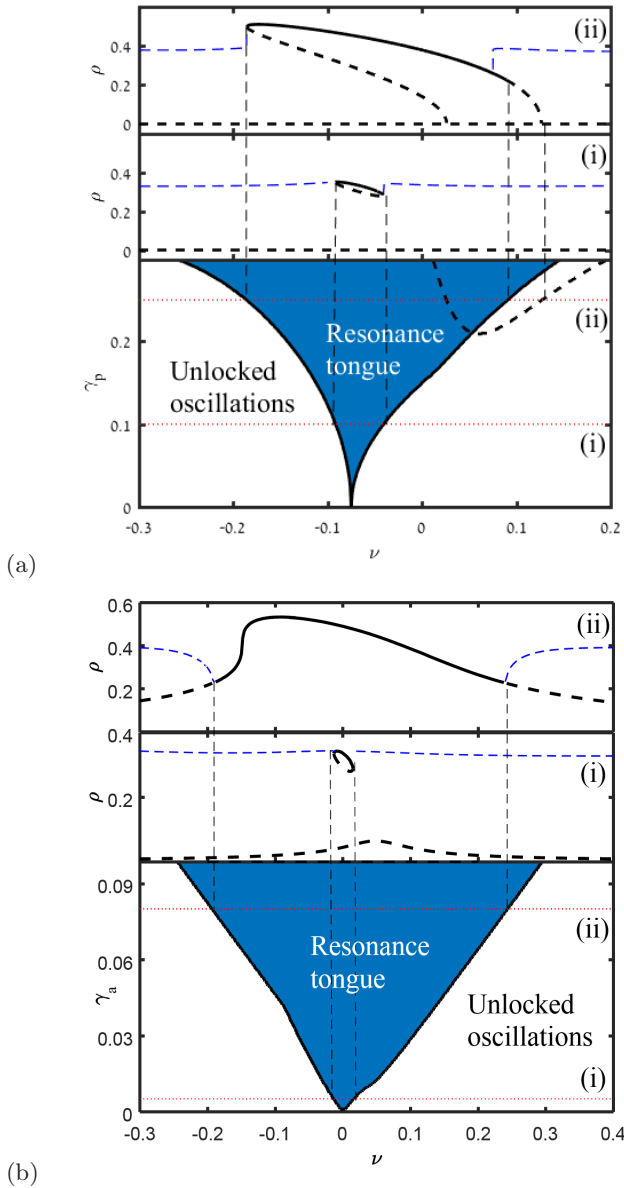 (ii)
0.4
0.2
0
ρ
(i)
0.4
0.2
0
ρ
0.2
0.1
0
γp
Resonance
tongue
Unlocked
oscillations
(ii)
(i)
-0.3 -0.2 -0.1 0 0.1 0.2
ν
(a)
0.6
0.4
0.2
ρ
(ii)
0.4
0.2
ρ
(i)
0.09
0.06
0.03
0
γa
Resonance
tongue
Unlocked
oscillations
(ii)
(i)
-0.3 -0.2 -0.1 0 0.1 0.2 0.3 0.4
ν
(b)